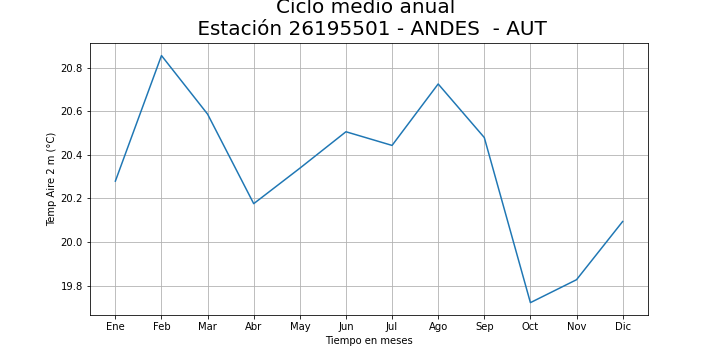 Ciclo medio anual
Estación 26195501 - ANDES  - AUT
Temp Aire 2 m (°C)
20.8
20.6
20.4
20.2
20.0
19.8
Ene Feb Mar Abr May Jun Jul Ago Sep Oct Nov Dic
Tiempo en meses